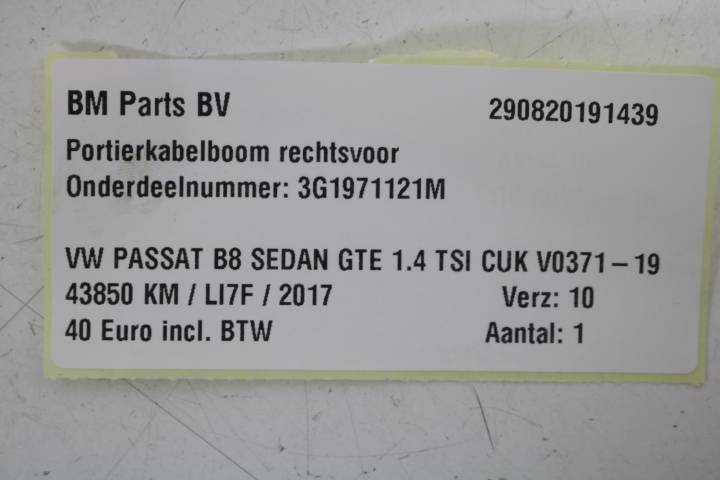 BM Parts BV 290820191439
Portierkabelboom rechtsvoor
Onderdeelnummer: 3G1971121M
VW PASSAT B8 SEDAN GTE 1.4 TSI CUK V0371-19
43850 KM / LI7F / 2017 Verz: 10
40 Euro incl. BTW Aantal: 1